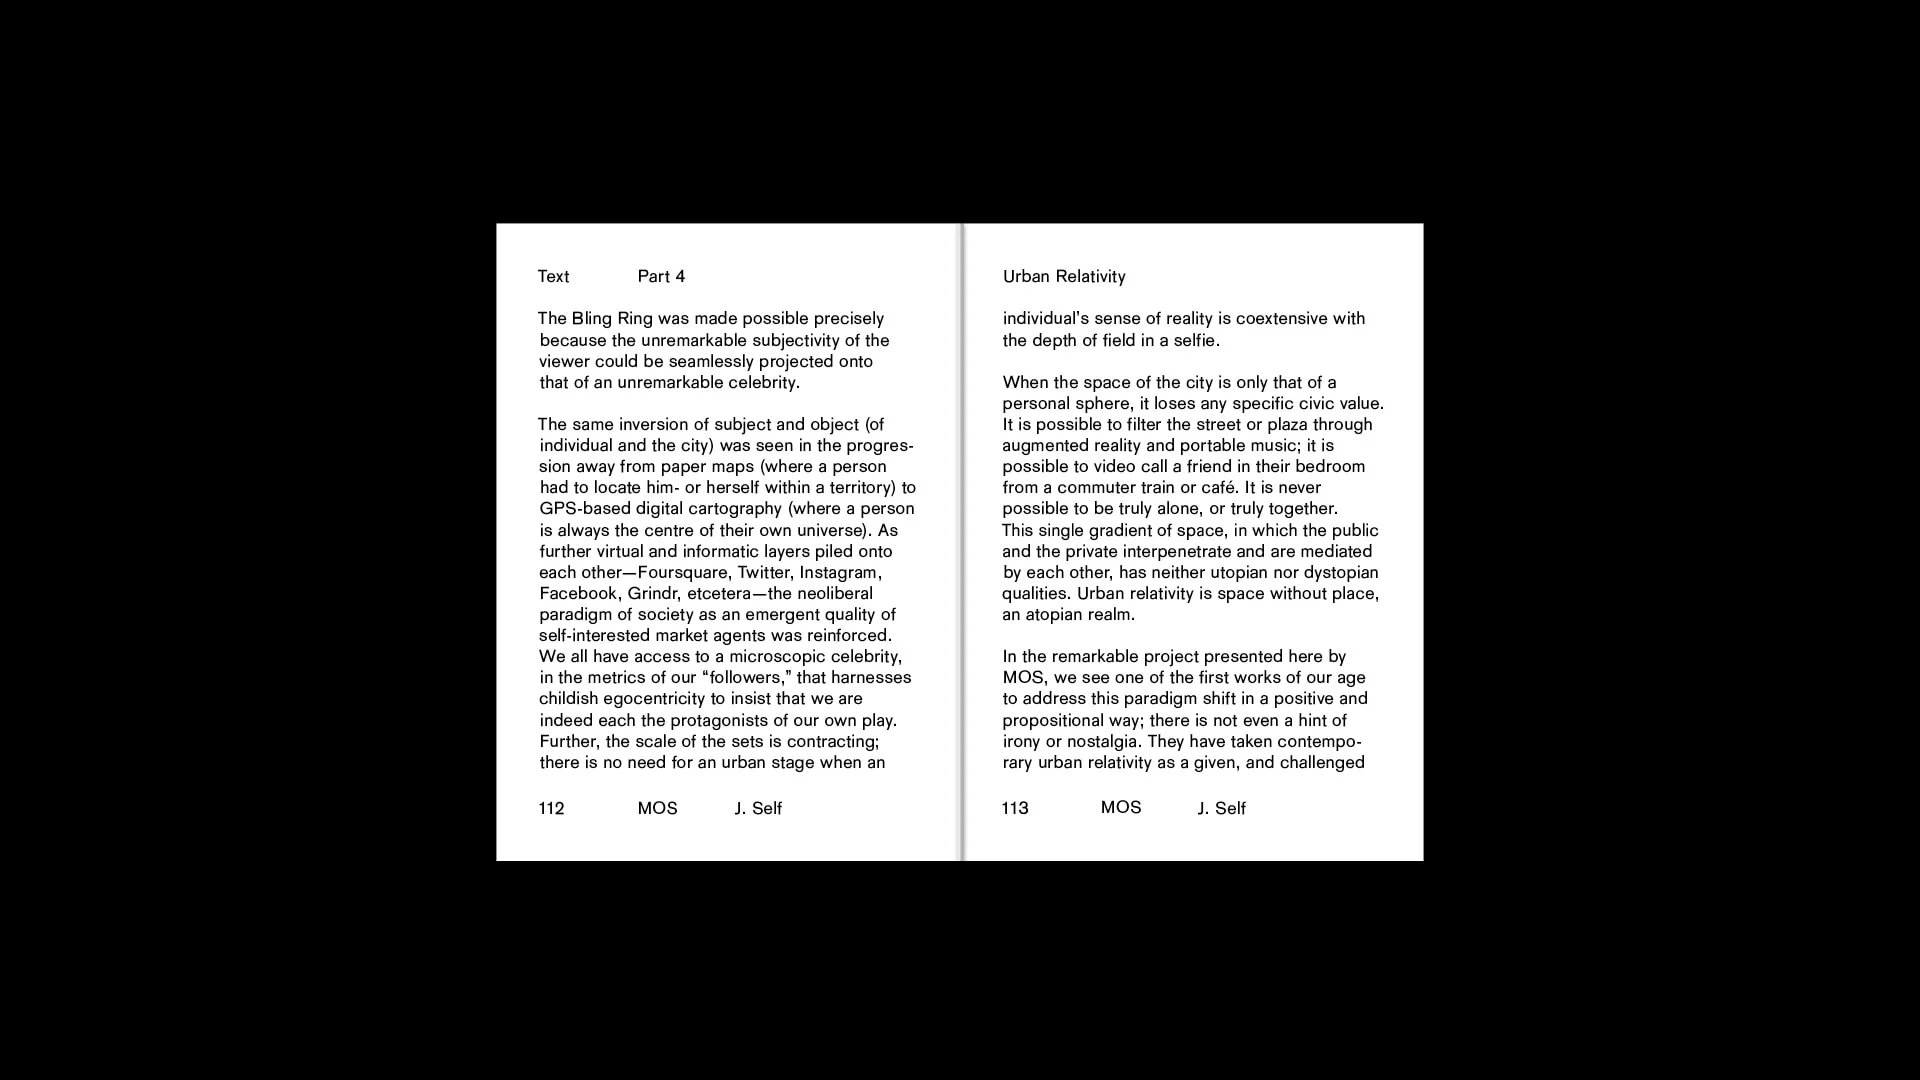 Text Part 4
The Bling Ring was made possible precisely
because the unremarkable subjectivity of the
viewer could be seamlessly projected onto
that of an unremarkable celebrity.
The same inversion of subject and object (of
individual and the city) was seen in the progres-
sion away from paper maps (where a person
had to locate him- or herself within a territory) to
GPS-based digital cartography (where a person
is always the centre of their own universe). As
further virtual and informatic layers piled onto
each other—Foursquare, Twitter, Instagram,
Facebook, Grindr, etcetera—the neoliberal
paradigm of society as an emergent quality of
self-interested market agents was reinforced.
We all have access to a microscopic celebrity,
in the metrics of our “followers,” that harnesses
childish egocentricity to insist that we are
indeed each the protagonists of our own play.
Further, the scale of the sets is contracting;
there is no need for an urban stage when an
112 MOS J. Self
Urban Relativity
individual’s sense of reality is coextensive with
the depth of field in a selfie.
When the space of the city is only that of a
personal sphere, it loses any specific civic value.
It is possible to filter the street or plaza through
augmented reality and portable music; it is
possible to video call a friend in their bedroom
from a commuter train or café. It is never
possible to be truly alone, or truly together.
This single gradient of space, in which the public
and the private interpenetrate and are mediated
by each other, has neither utopian nor dystopian
qualities. Urban relativity is space without place,
an atopian realm.
In the remarkable project presented here by
MOS, we see one of the first works of our age
to address this paradigm shift in a positive and
propositional way; there is not even a hint of
irony or nostalgia. They have taken contempo-
rary urban relativity as a given, and challenged
113 MOS J. Self